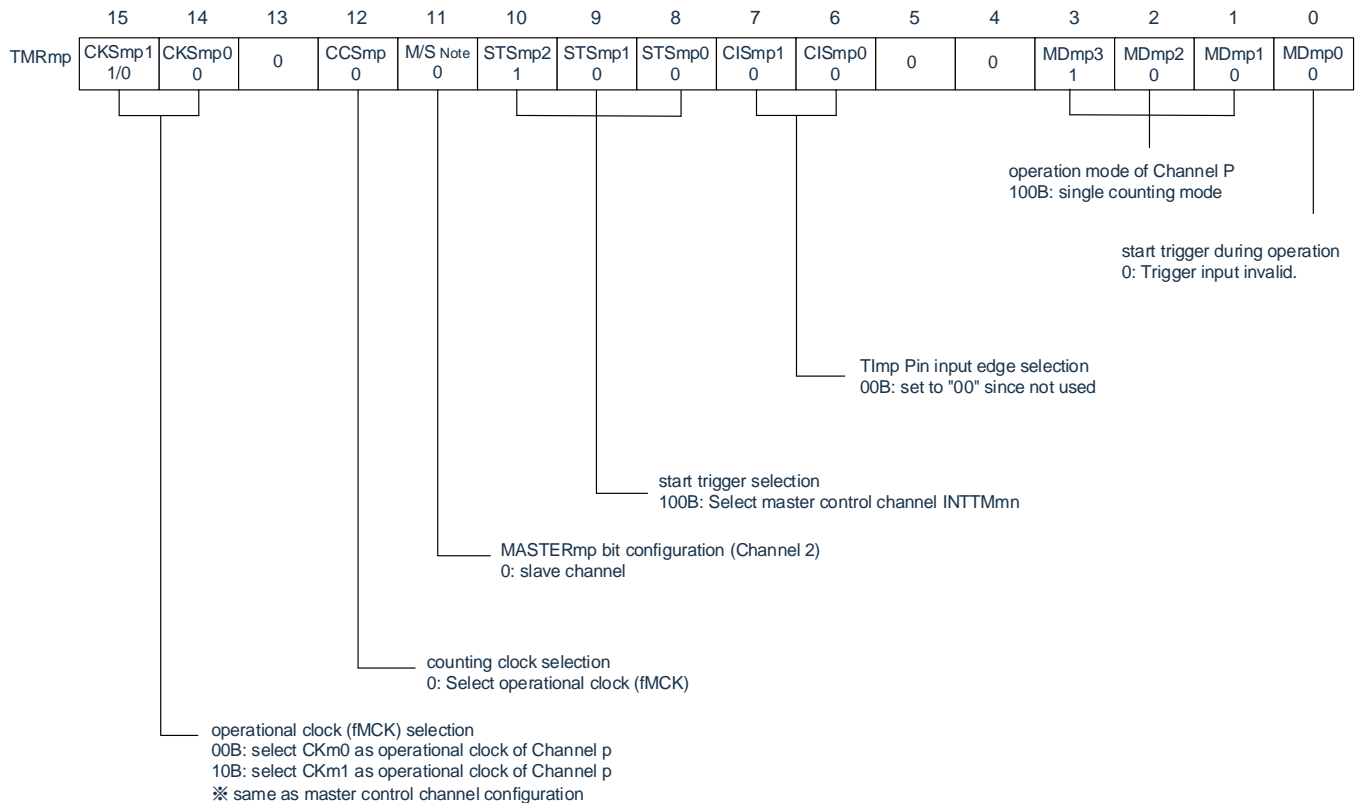 15 14 13 12 11 10 9 8 7 6 5 4 3 2 1 0
TMRmp CKSmp1 CKSmp0 0 CCSmp M/S Note STSmp2 STSmp1 STSmp0 CISmp1 CISmp0 0 0 MDmp3 MDmp2 MDmp1 MDmp0
1/0 0 0 0 1 0 0 0 0 1 0 0 0
operation mode of Channel P
100B: single counting mode
start trigger during operation
0: Trigger input invalid.
TImp Pin input edge selection
00B: set to "00" since not used
start trigger selection
100B: Select master control channel INTTMmn
MASTERmp bit configuration (Channel 2)
0: slave channel
counting clock selection
0: Select operational clock (fMCK)
operational clock (fMCK) selection
00B: select CKm0 as operational clock of Channel p
10B: select CKm1 as operational clock of Channel p
※ same as master control channel configuration